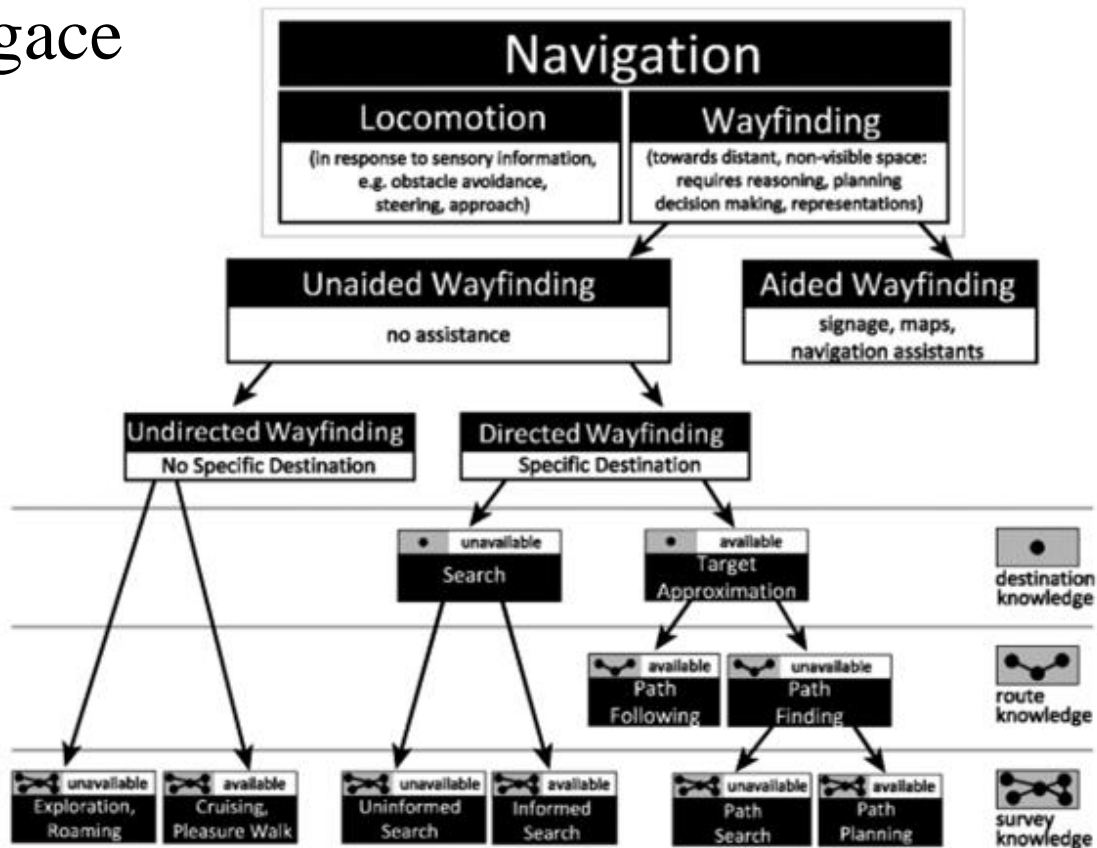 gace
Navigation
Locomotion
(in response to sensory information,
e.g. obstacle avoidance,
steering, approach)
Wayfinding
(towards distant, non-visible space:
requires reasoning, planning
decision making, representations)
Unaided Wayfinding
no assistance
Aided Wayfinding
signage, maps,
navigation assistants
Undirected Wayfinding
No Specific Destination
Directed Wayfinding
Specific Destination
unavailable
Search
available
Target
Approximation
destination
knowledge
available
Path
Following
unavailable
Path
Finding
route
knowledge
unavailable
Exploration,
Roaming
available
Cruising,
Pleasure Walk
unavailable
Uninformed
Search
available
Informed
Search
unavailable
Path
Search
available
Path
Planning
survey
knowledge